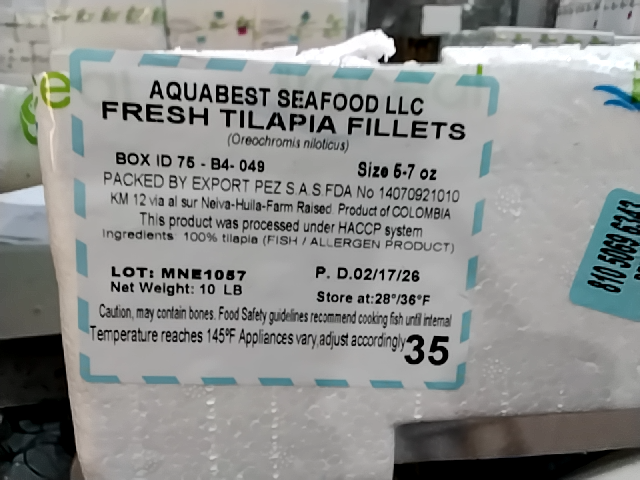 AQUABEST SEAFOOD LLC
FRESH TILAPIA FILLETS
(Oreochromis niloticus)
BOX ID 75 - B4- 049 Size 5-7 oz
PACKED BY EXPORT PEZ S.A.S.FDA No 14070921010
KM 12 via al sur Neiva-Huila-Farm Raised. Product of COLOMBIA
This product was processed under HACCP system
Ingredients: 100% tilapia (FISH / ALLERGEN PRODUCT)
LOT: MNE1057 P. D.02/17/26
Net Weight: 10 LB Store at:28°/36°F
Caution, may contain bones. Food Safety guidelines recommend cooking fish until internal
Temperature reaches 145ºF Appliances vary,adjust accordingly
35
810 5069 6243